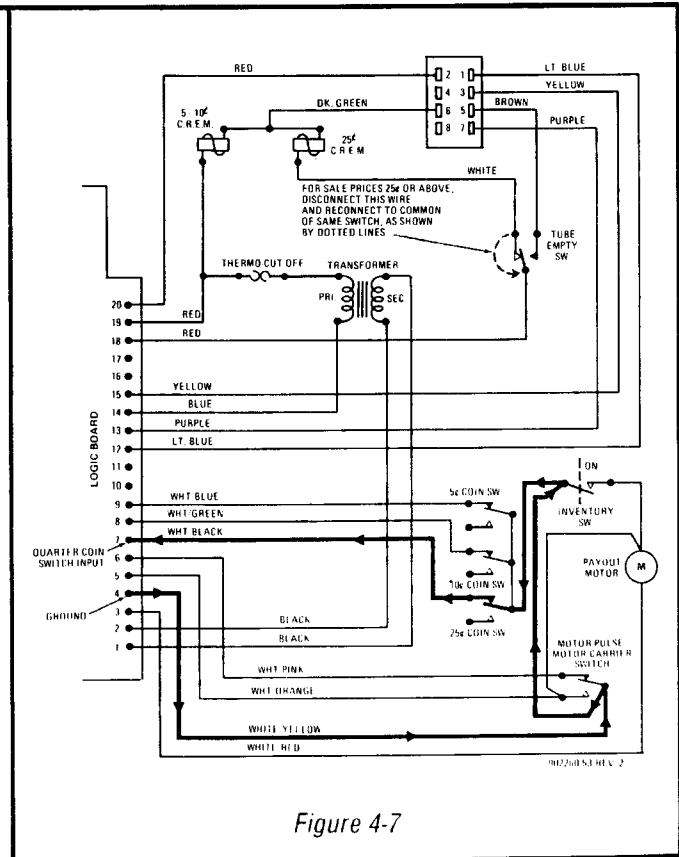 RED
2 1
LT. BLUE
4 3
YELLOW
DK. GREEN
6 5
BROWN
8 7
PURPLE
5 - 10¢
C.R.E.M.
25¢
C.R.E.M
WHITE
FOR SALE PRICES 25¢ OR ABOVE,
DISCONNECT THIS WIRE
AND RECONNECT TO COMMON
OF SAME SWITCH, AS SHOWN
BY DOTTED LINES
TUBE
EMPTY
SW
THERMO-CUT OFF
TRANSFORMER
PRI.
SEC
LOGIC BOARD
20
RED
19
RED
18
17
16
YELLOW
15
BLUE
14
PURPLE
13
LT. BLUE
12
11
10
WHT BLUE
9
WHT/GREEN
8
WHT BLACK
7
QUARTER COIN
SWITCH INPUT
6
5
4
GROUND
3
BLACK
2
BLACK
1
5¢ COIN SW
10¢ COIN SW
25¢ COIN SW
ON
INVENTORY
SW
PAYOUT
MOTOR
M
MOTOR PULSE
MOTOR CARRIER
SWITCH
WHT PINK
WHT ORANGE
WHITE YELLOW
WHITE RED
902260 53 REV. 2
Figure 4-7